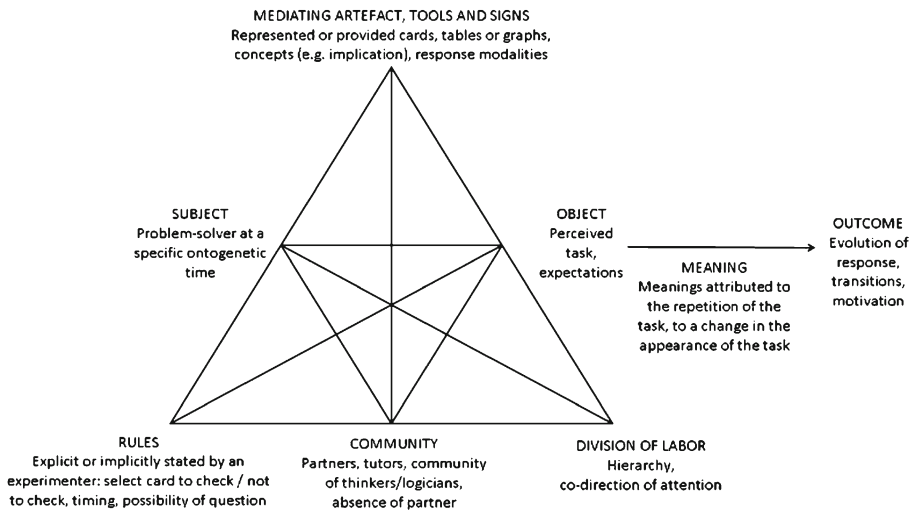 MEDIATING ARTEFACT, TOOLS AND SIGNS
Represented or provided cards, tables or graphs,
concepts (e.g. implication), response modalities
SUBJECT
Problem-solver at a
specific ontogenetic
time
OBJECT
Perceived
task,
expectations
MEANING
Meanings attributed to
the repetition of the
task, to a change in the
appearance of the task
OUTCOME
Evolution of
response,
transitions,
motivation
RULES
Explicit or implicitly stated by an
experimenter: select card to check / not
to check, timing, possibility of question
COMMUNITY
Partners, tutors, community
of thinkers/logicians,
absence of partner
DIVISION OF LABOR
Hierarchy,
co-direction of attention